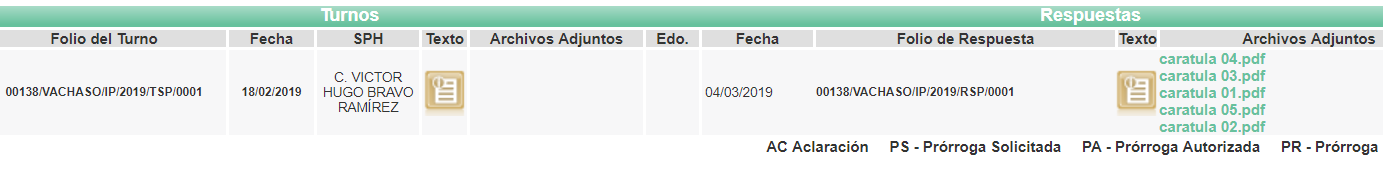 Turnos Respuestas
Folio del Turno Fecha SPH Texto Archivos Adjuntos Edo. Fecha Folio de Respuesta Texto Archivos Adjuntos
00138/VACHASO/IP/2019/TSP/0001 18/02/2019 C. VICTOR HUGO BRAVO RAMÍREZ 04/03/2019 00138/VACHASO/IP/2019/RSP/0001
caratula 04.pdf
caratula 03.pdf
caratula 01.pdf
caratula 05.pdf
caratula 02.pdf
AC Aclaración PS - Prórroga Solicitada PA - Prórroga Autorizada PR - Prórroga